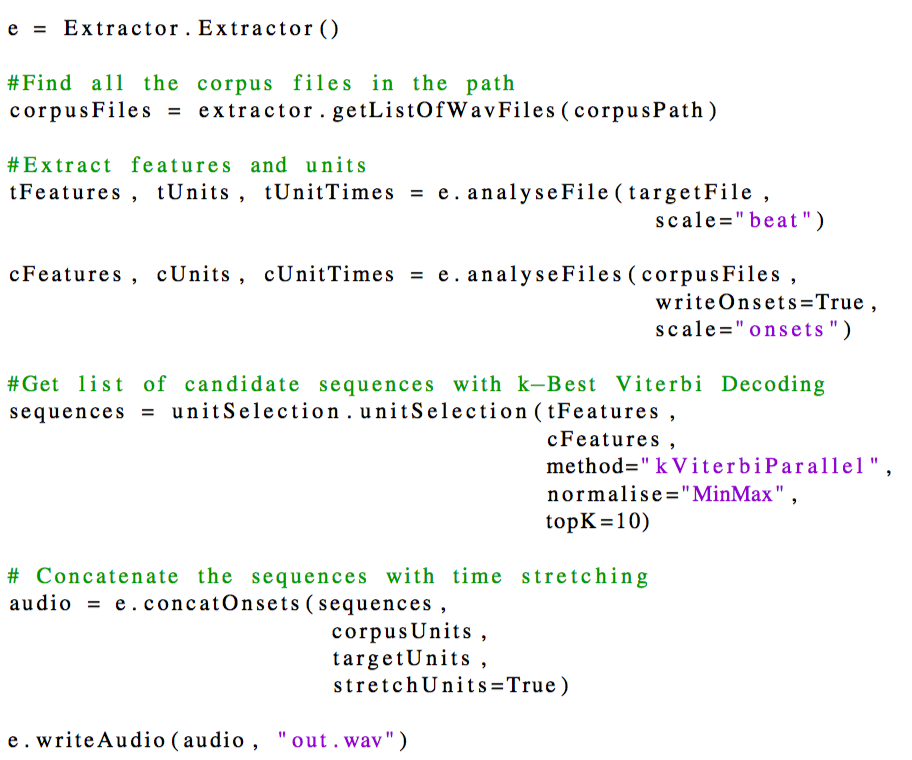 e = Extractor.Extractor()
#Find all the corpus files in the path
corpusFiles = extractor.getListOfWavFiles(corpusPath)
#Extract features and units
tFeatures, tUnits, tUnitTimes = e.analyseFile(targetFile,
scale="beat")
cFeatures, cUnits, cUnitTimes = e.analyseFiles(corpusFiles,
writeOnsets=True,
scale="onsets")
#Get list of candidate sequences with k–Best Viterbi Decoding
sequences = unitSelection.unitSelection(tFeatures,
cFeatures,
method="kViterbiParallel",
normalise="MinMax",
topK=10)
# Concatenate the sequences with time stretching
audio = e.concatOnsets(sequences,
corpusUnits,
targetUnits,
stretchUnits=True)
e.writeAudio(audio, "out.wav")